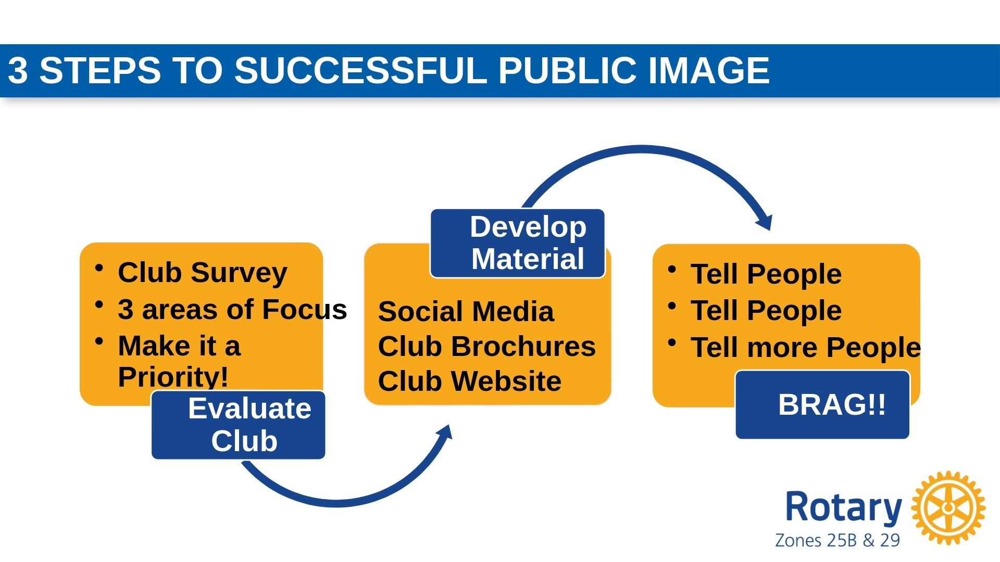 3 STEPS TO SUCCESSFUL PUBLIC IMAGE
• Club Survey
• 3 areas of Focus
• Make it a
Priority!
Evaluate
Club
Develop
Material
Social Media
Club Brochures
Club Website
• Tell People
• Tell People
• Tell more People
BRAG!!
Rotary
Zones 25B & 29